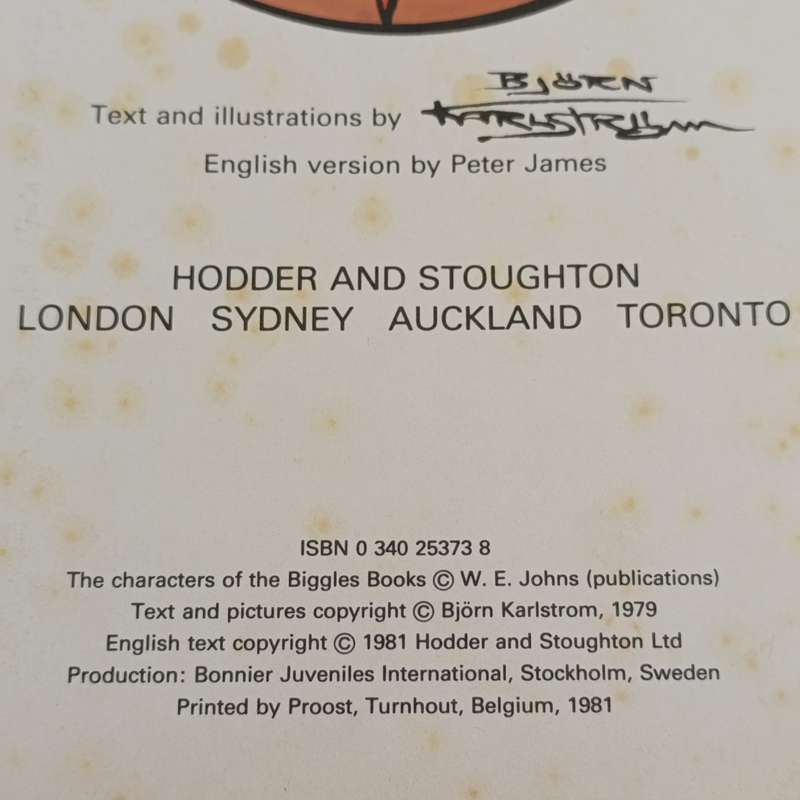 BJÖRN
Text and illustrations by KARLSTRÖM
English version by Peter James
HODDER AND STOUGHTON
LONDON SYDNEY AUCKLAND TORONTO
ISBN 0 340 25373 8
The characters of the Biggles Books © W. E. Johns (publications)
Text and pictures copyright © Björn Karlstrom, 1979
English text copyright © 1981 Hodder and Stoughton Ltd
Production: Bonnier Juveniles International, Stockholm, Sweden
Printed by Proost, Turnhout, Belgium, 1981